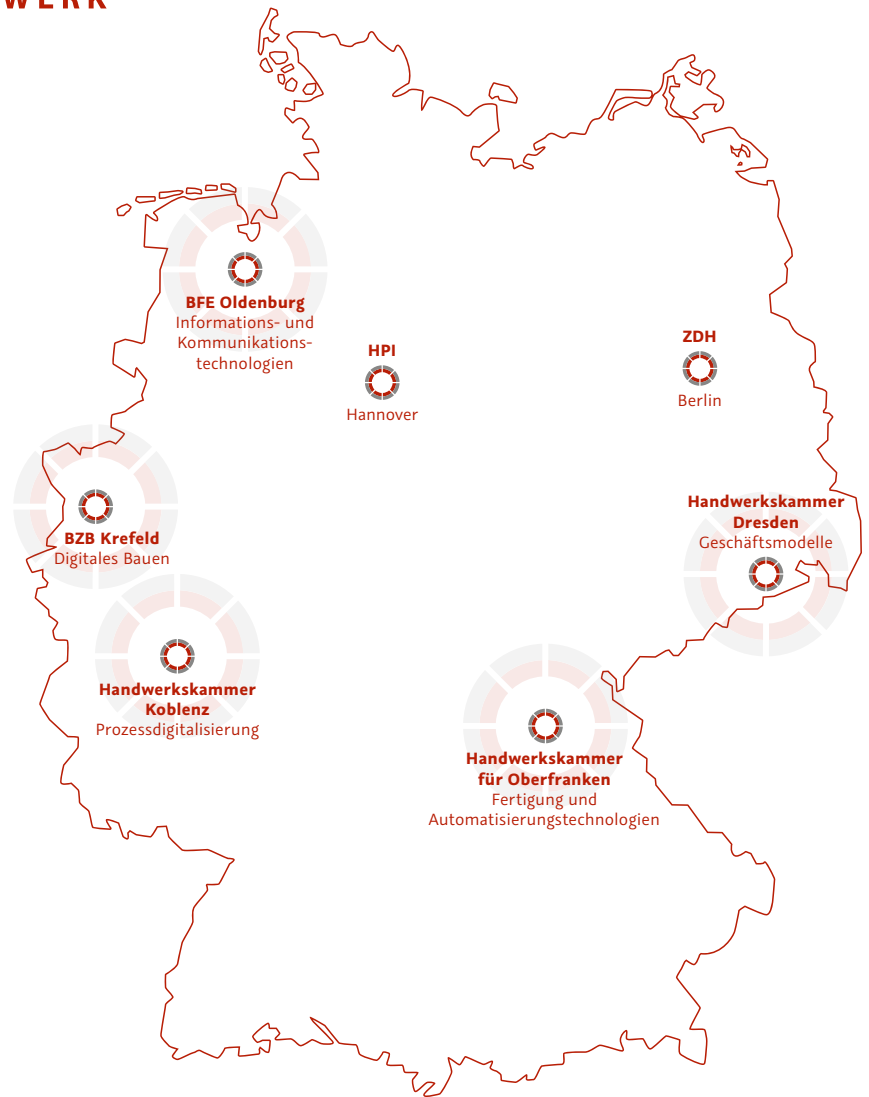 WERK
BFE Oldenburg
Informations- und
Kommunikations-
technologien
HPI
Hannover
ZDH
Berlin
BZB Krefeld
Digitales Bauen
Handwerkskammer
Dresden
Geschäftsmodelle
Handwerkskammer
Koblenz
Prozessdigitalisierung
Handwerkskammer
für Oberfranken
Fertigung und
Automatisierungstechnologien